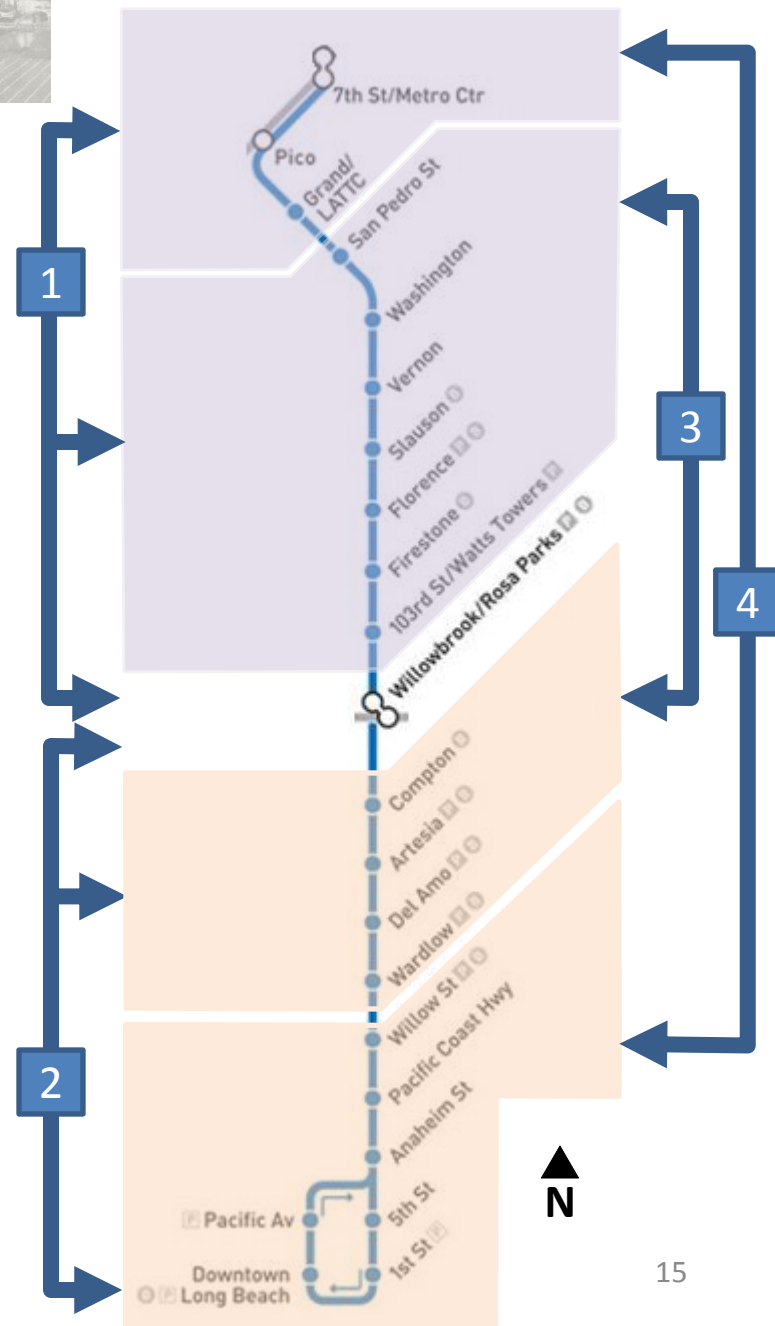 7th St/Metro Ctr
Pico
Grand/
LATTC
San Pedro St
1
Washington
Vernon
Slauson
3
Florence P
Firestone
103rd St/Watts Towers P
Willowbrook/Rosa Parks P
4
Compton
Artesia P
Del Amo P
Wardlow P
Willow St P
Pacific Coast Hwy
2
Anaheim St
N
P Pacific Av
5th St
1st St P
Downtown
P Long Beach
15